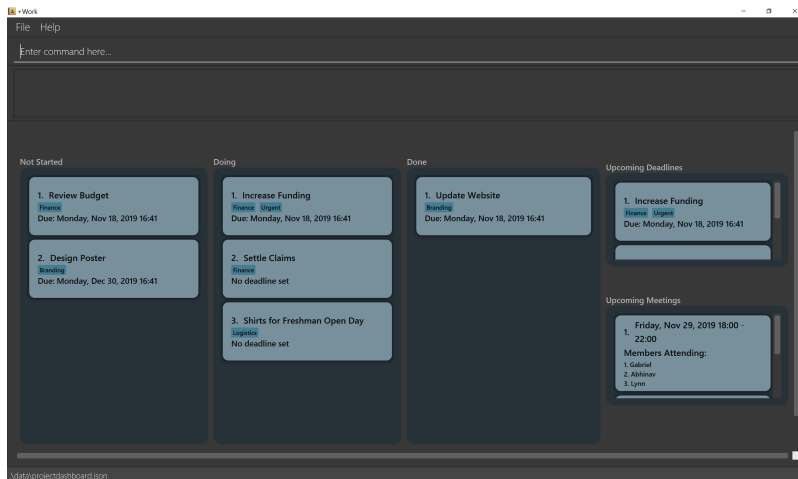 +Work
File Help
Enter command here...
Not Started
1. Review Budget
Finance
Due: Monday, Nov 18, 2019 16:41
2. Design Poster
Branding
Due: Monday, Dec 30, 2019 16:41
Doing
1. Increase Funding
Finance Urgent
Due: Monday, Nov 18, 2019 16:41
2. Settle Claims
Finance
No deadline set
3. Shirts for Freshman Open Day
Logistics
No deadline set
Done
1. Update Website
Branding
Due: Monday, Nov 18, 2019 16:41
Upcoming Deadlines
1. Increase Funding
Finance Urgent
Due: Monday, Nov 18, 2019 16:41
Upcoming Meetings
1. Friday, Nov 29, 2019 18:00 -
22:00
Members Attending:
1. Gabriel
2. Abhinav
3. Lynn
\data\projectdashboard.json